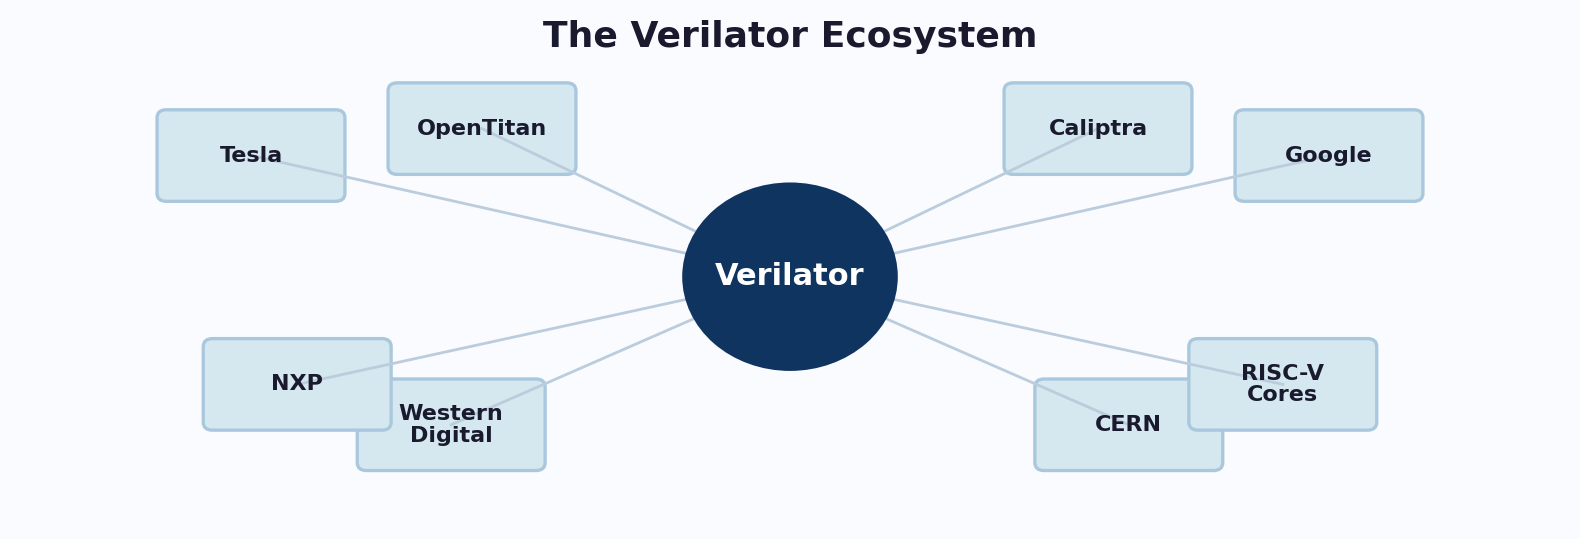 The Verilator Ecosystem
OpenTitan
Caliptra
Tesla
Google
Verilator
NXP
RISC-V
Cores
Western
Digital
CERN